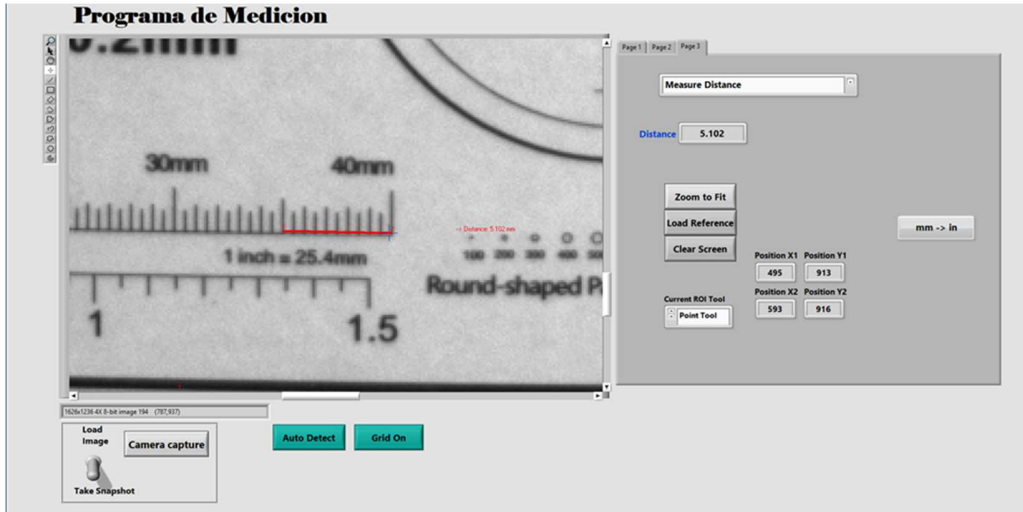 Programa de Medicion
0.2mm
30mm
40mm
-> Distance: 5.102 mm
100 200 300 400
1 inch = 25.4mm
Round-shaped
1
1.5
1626x1236 4X 8-bit image 194 (787,937)
Load
Image
Camera capture
Take Snapshot
Auto Detect
Grid On
Page 1 Page 2 Page 3
Measure Distance
Distance 5.102
Zoom to Fit
Load Reference
Clear Screen
mm -> in
Position X1 Position Y1
495 913
Position X2 Position Y2
593 916
Current ROI Tool
Point Tool